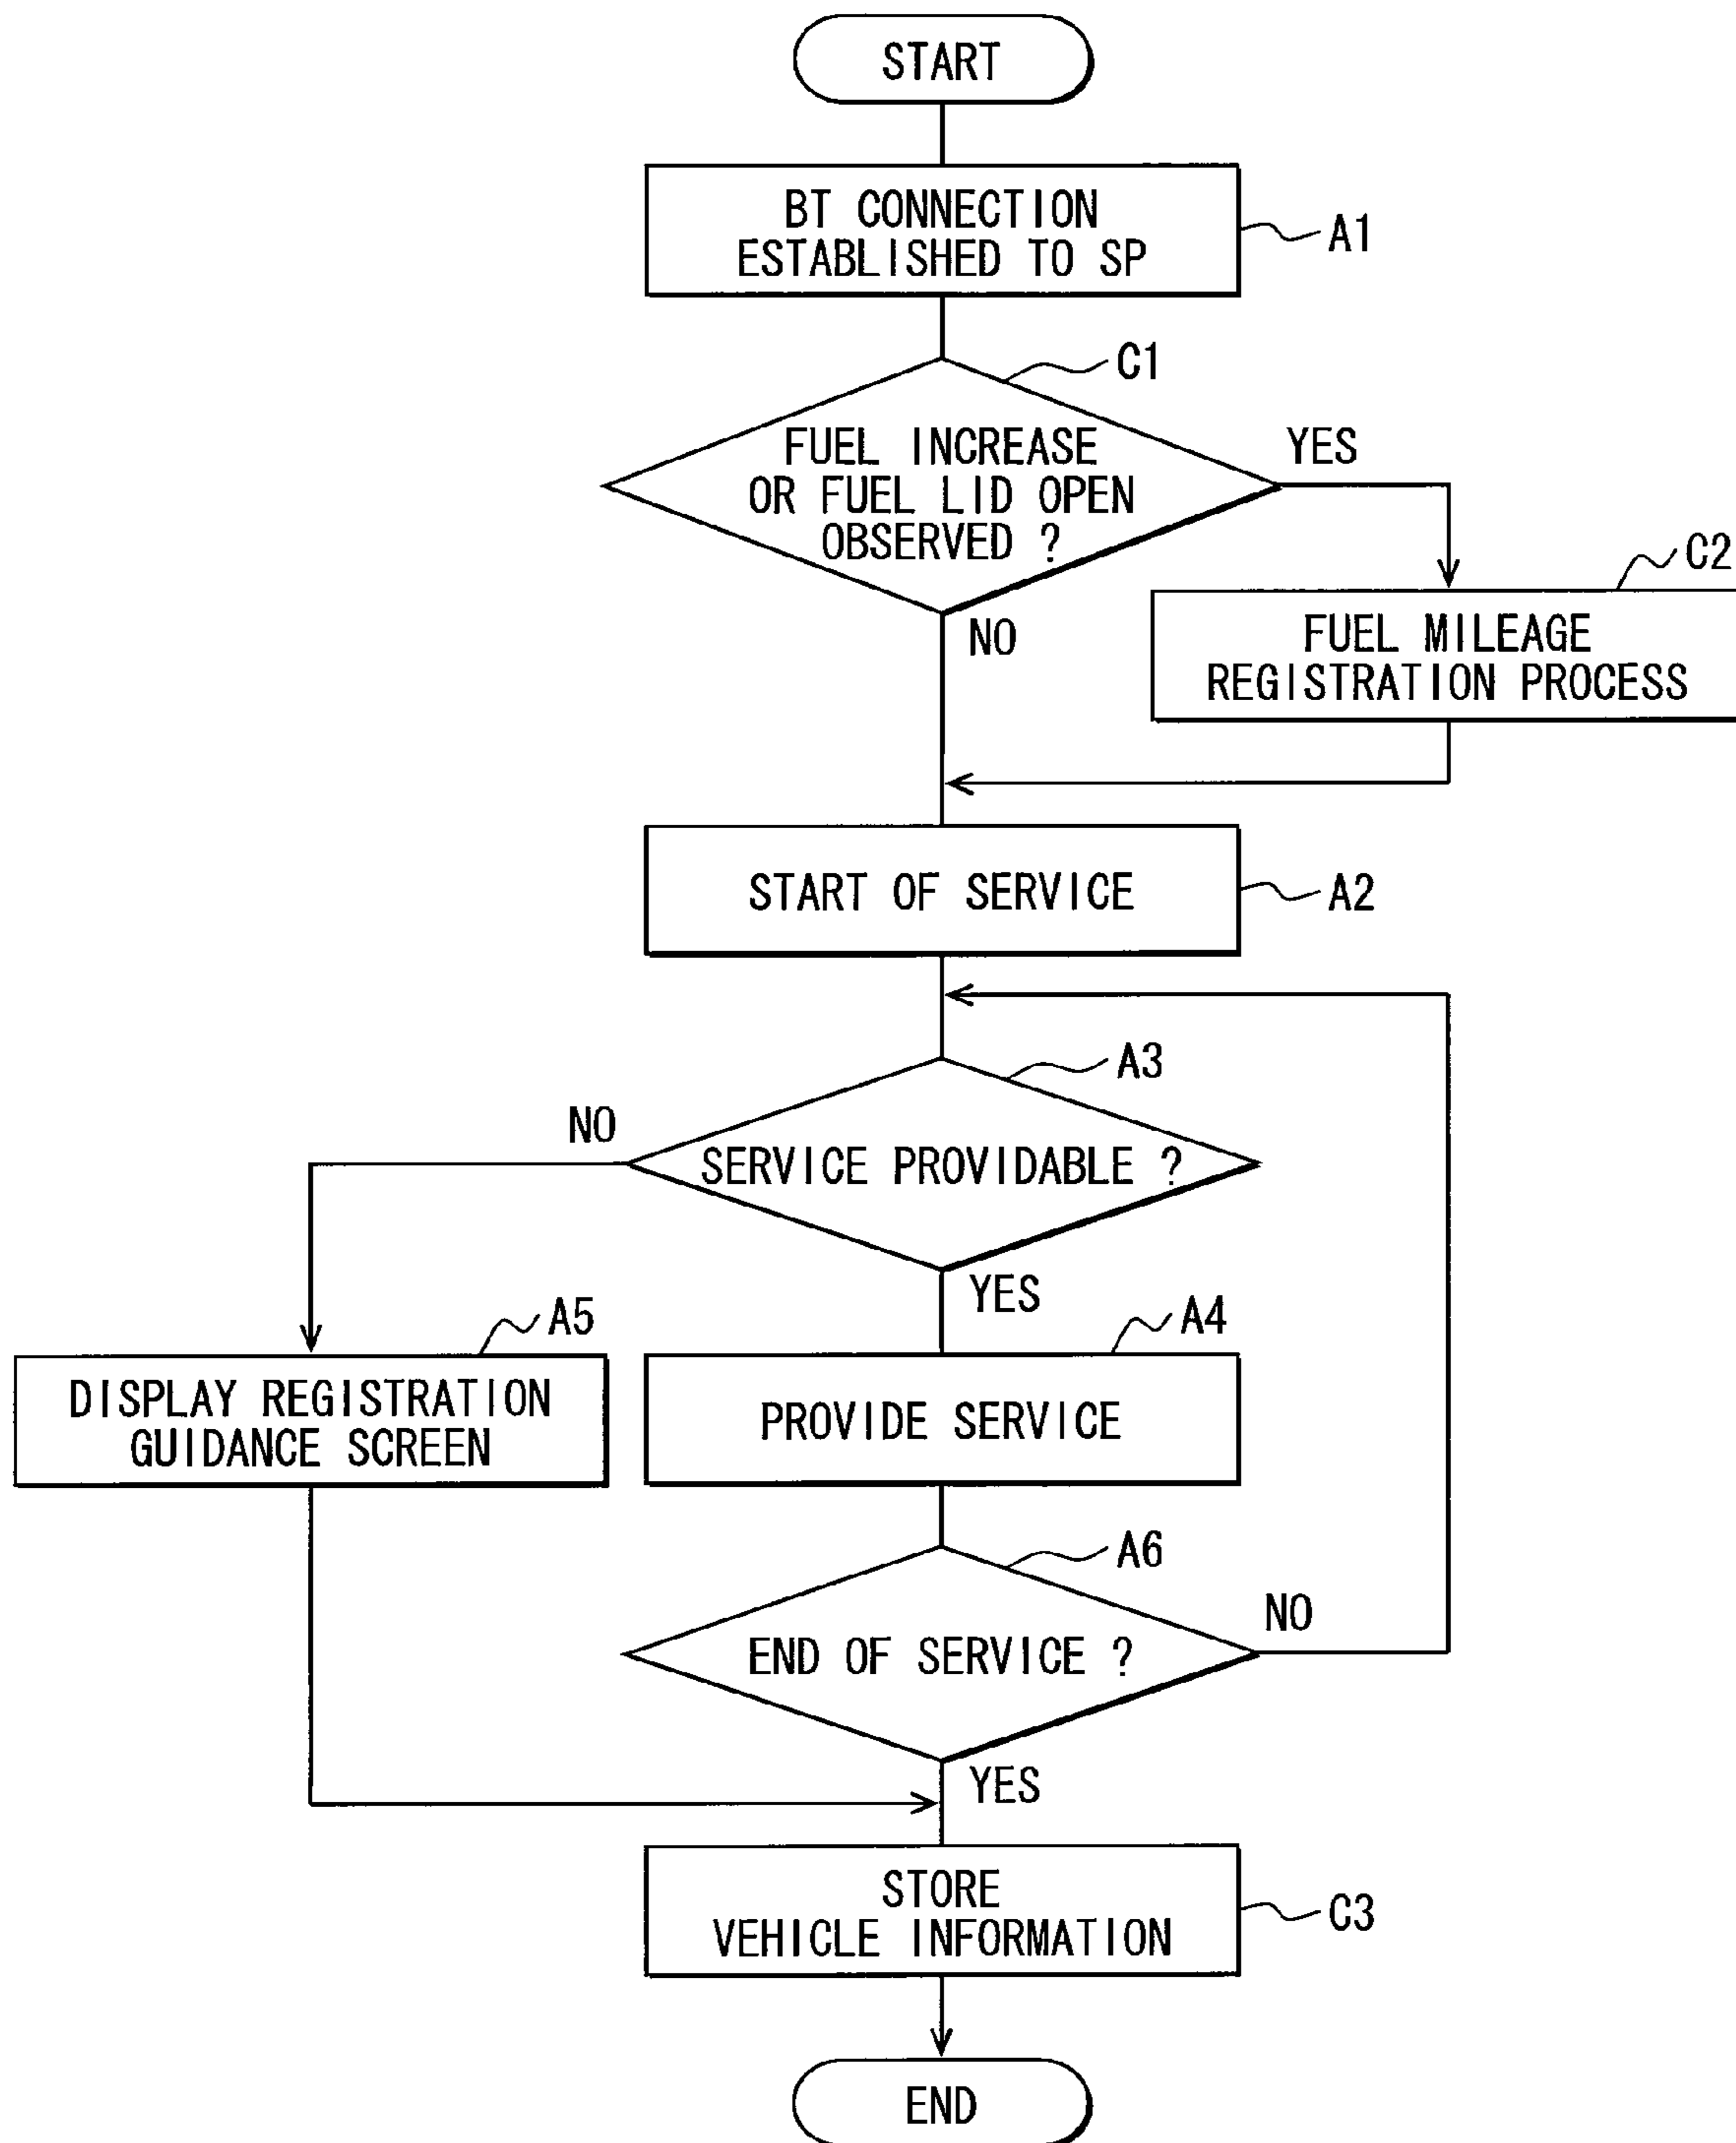 START
BT CONNECTION
ESTABLISHED TO SP
A1
C1
FUEL INCREASE
OR FUEL LID OPEN
OBSERVED ?
YES
NO
C2
FUEL MILEAGE
REGISTRATION PROCESS
START OF SERVICE
A2
A3
NO
SERVICE PROVIDABLE ?
YES
A5
DISPLAY REGISTRATION
GUIDANCE SCREEN
A4
PROVIDE SERVICE
A6
NO
END OF SERVICE ?
YES
STORE
VEHICLE INFORMATION
C3
END